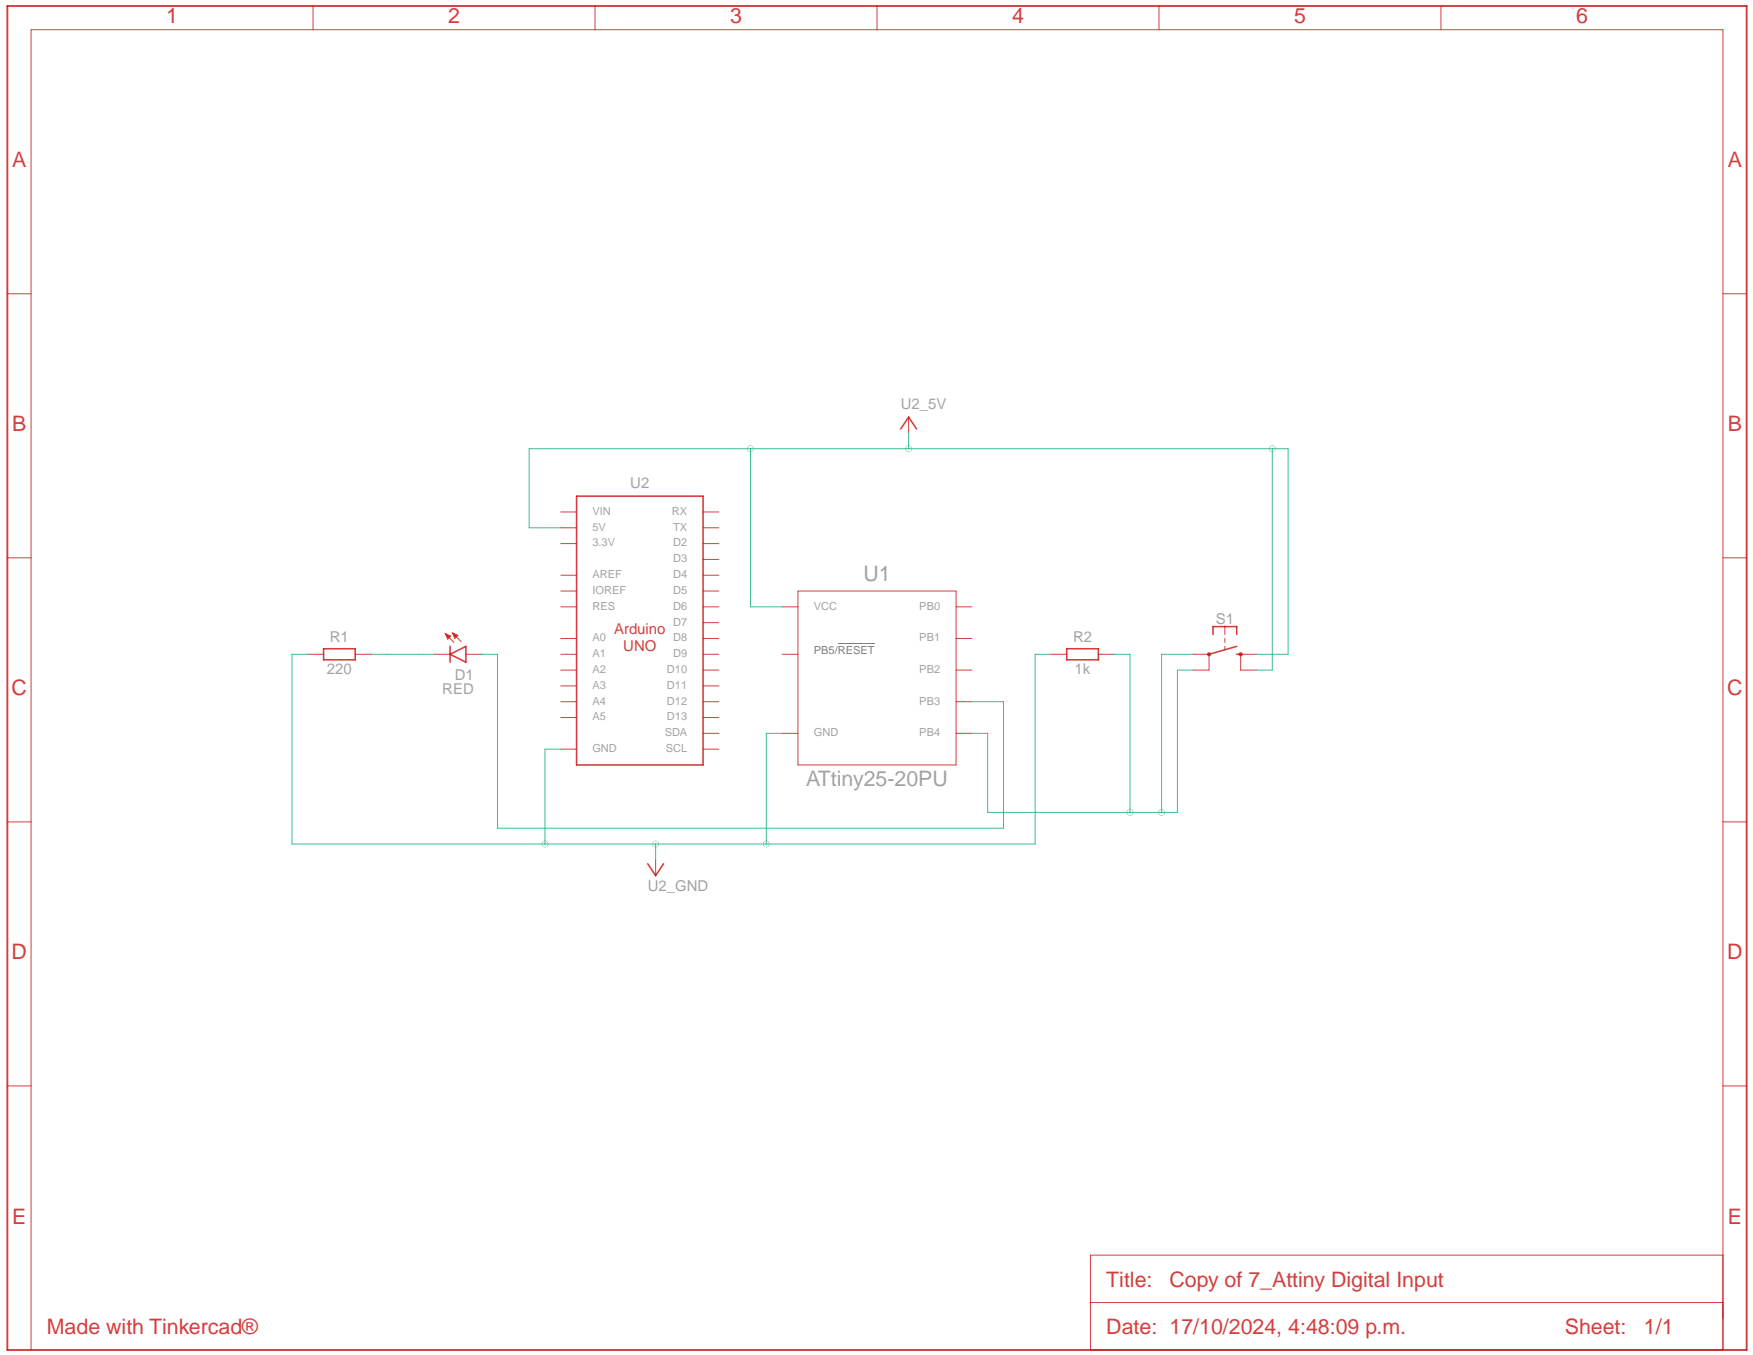 1 2 3 4 5 6
A A
B B
C C
D D
E E
U2_5V
U2
VIN RX
5V TX
3.3V D2
D3
AREF D4
IOREF D5
RES D6
D7
A0 D8
A1 D9
A2 D10
A3 D11
A4 D12
A5 D13
SDA
GND SCL
Arduino
UNO
U1
VCC PB0
PB1
PB5/RESET
PB2
PB3
GND PB4
ATtiny25-20PU
R1
220
D1
RED
R2
1k
S1
U2_GND
Title: Copy of 7_Attiny Digital Input
Date: 17/10/2024, 4:48:09 p.m. Sheet: 1/1
Made with Tinkercad®